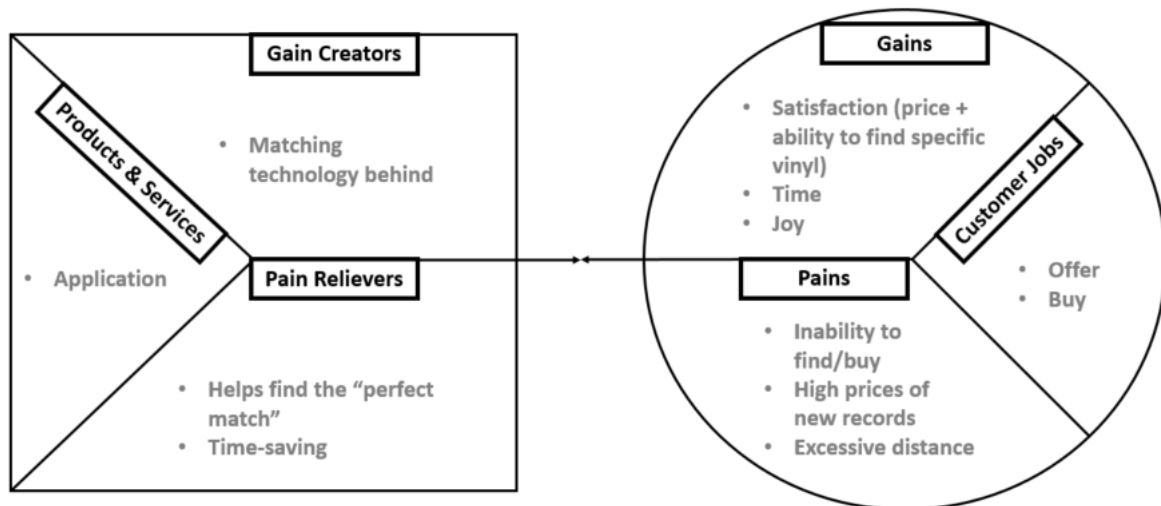 Gain Creators
Products & Services
• Matching
technology behind
• Application
Pain Relievers
• Helps find the “perfect
match”
• Time-saving
Gains
• Satisfaction (price +
ability to find specific
vinyl)
• Time
• Joy
Customer Jobs
• Offer
• Buy
Pains
• Inability to
find/buy
• High prices of
new records
• Excessive distance